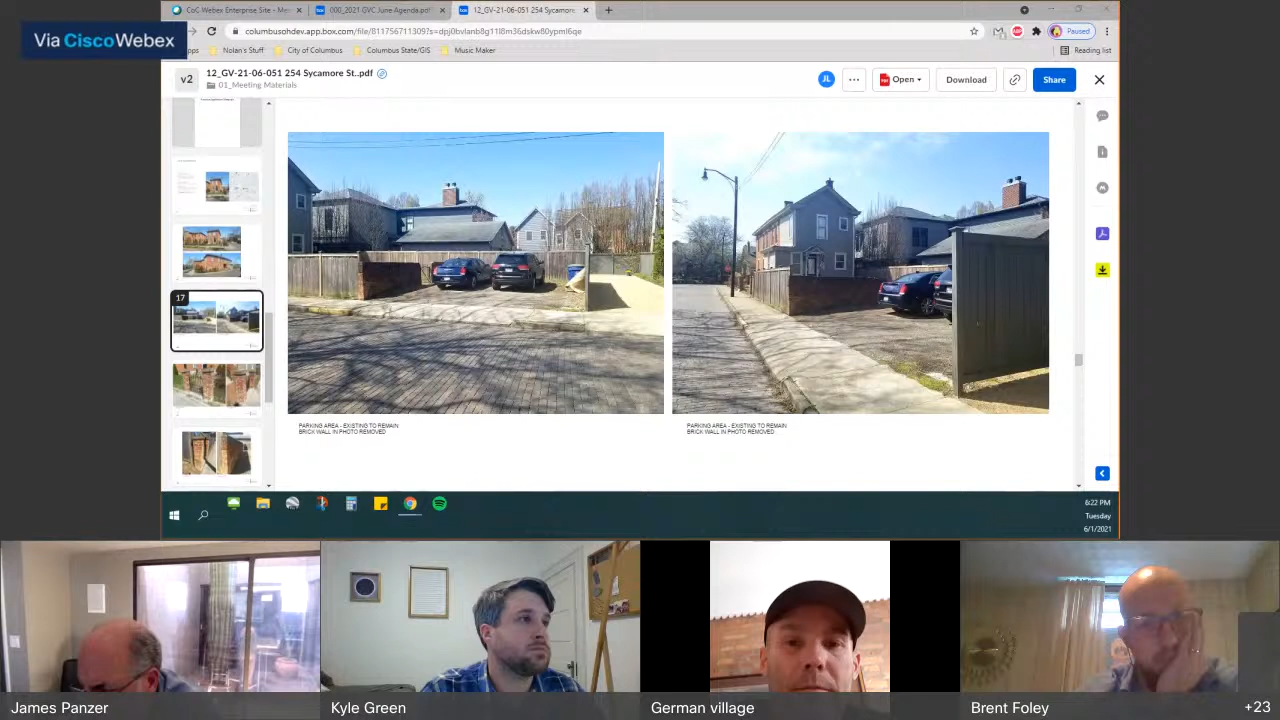 Via Cisco Webex
CoC Webex Enterprise Site - Me
000_2021 GVC June Agenda.pdf
12_GV-21-06-051 254 Sycamore
columbusohdev.app.box.com/file/811756711309?s=dpj0bvlanb8g11l8m36dskw80ypml6qe
Paused
pps
Nolan's Stuff
City of Columbus
Columbus State/GIS
Music Maker
Reading list
v2
12_GV-21-06-051 254 Sycamore St..pdf
01_Meeting Materials
JL
Open
Download
Share
17
PARKING AREA - EXISTING TO REMAIN
BRICK WALL IN PHOTO REMOVED
PARKING AREA - EXISTING TO REMAIN
BRICK WALL IN PHOTO REMOVED
6:22 PM
Tuesday
6/1/2021
James Panzer
Kyle Green
German village
Brent Foley
+23